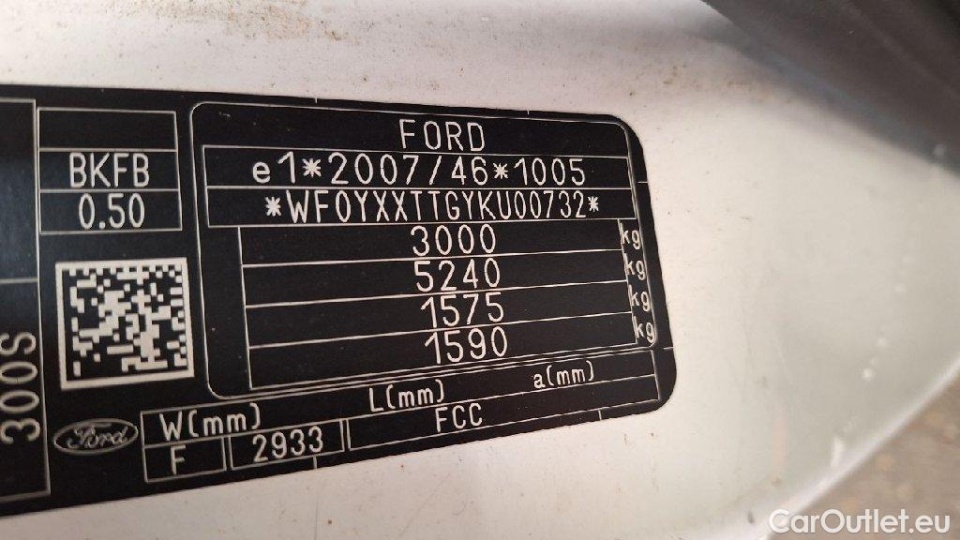 FORD
e1*2007/46*1005
*WF0YXXTTGYKU00732*
3000 kg
5240 kg
1575 kg
1590 kg
BKFB
0.50
300S
Ford
W(mm) L(mm) a(mm)
F 2933 FCC
CarOutlet.eu